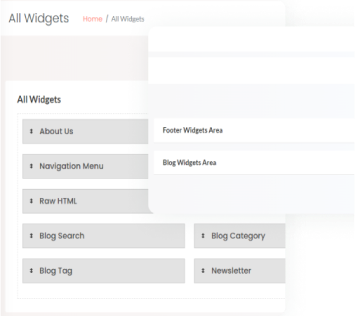 All Widgets
Home / All Widgets
All Widgets
About Us
Navigation Menu
Raw HTML
Blog Search
Blog Category
Blog Tag
Newsletter
Footer Widgets Area
Blog Widgets Area